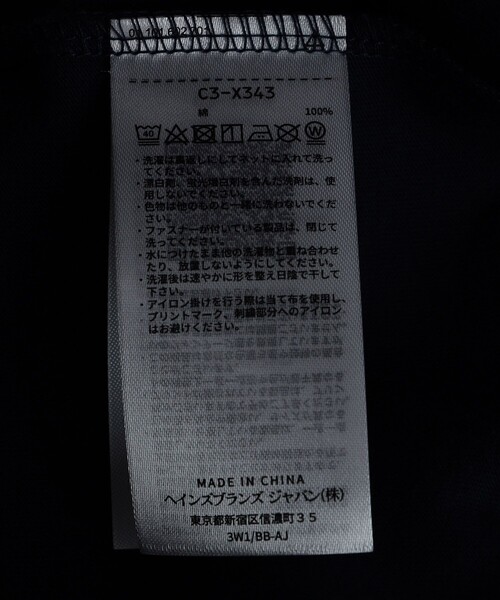 C3-X343
綿 100%
40
W
・洗濯は裏返しにしてネットに入れて洗っ
てください。
・漂白剤、蛍光増白剤を含んだ洗剤は、使
用しないでください。
・色物は他のものと一緒に洗わないでくだ
さい。
・ファスナーが付いている製品は、閉じて
洗ってください。
・水につけたまま他の洗濯物と重ね合わせ
たり、放置しないようにしてください。
・洗濯後は速やかに形を整え日陰で干して
下さい。
・アイロン掛けを行う際は当て布を使用し、
プリントマーク、刺繍部分へのアイロン
はお避けください。
MADE IN CHINA
ヘインズブランズ ジャパン(株)
東京都新宿区信濃町35
3W1/BB-AJ